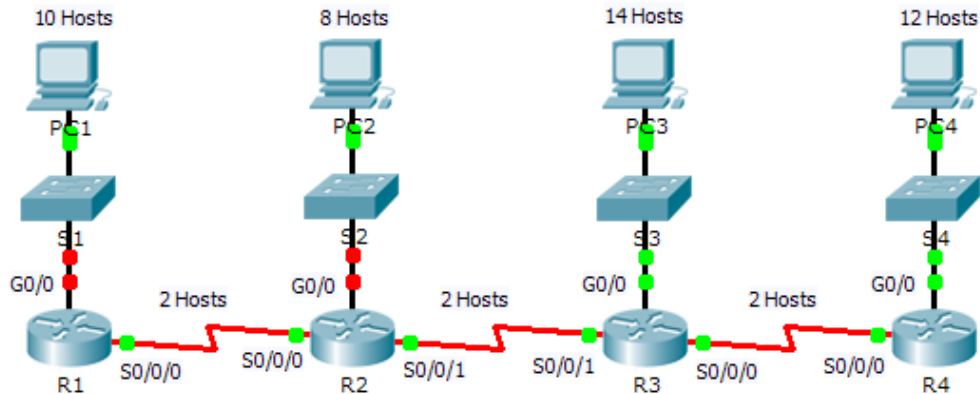 10 Hosts
8 Hosts
14 Hosts
12 Hosts
PC1
PC2
PC3
PC4
S1
S2
S3
S4
G0/0
G0/0
G0/0
G0/0
2 Hosts
2 Hosts
2 Hosts
S0/0/0
S0/0/0
S0/0/1
S0/0/1
S0/0/0
S0/0/0
R1
R2
R3
R4